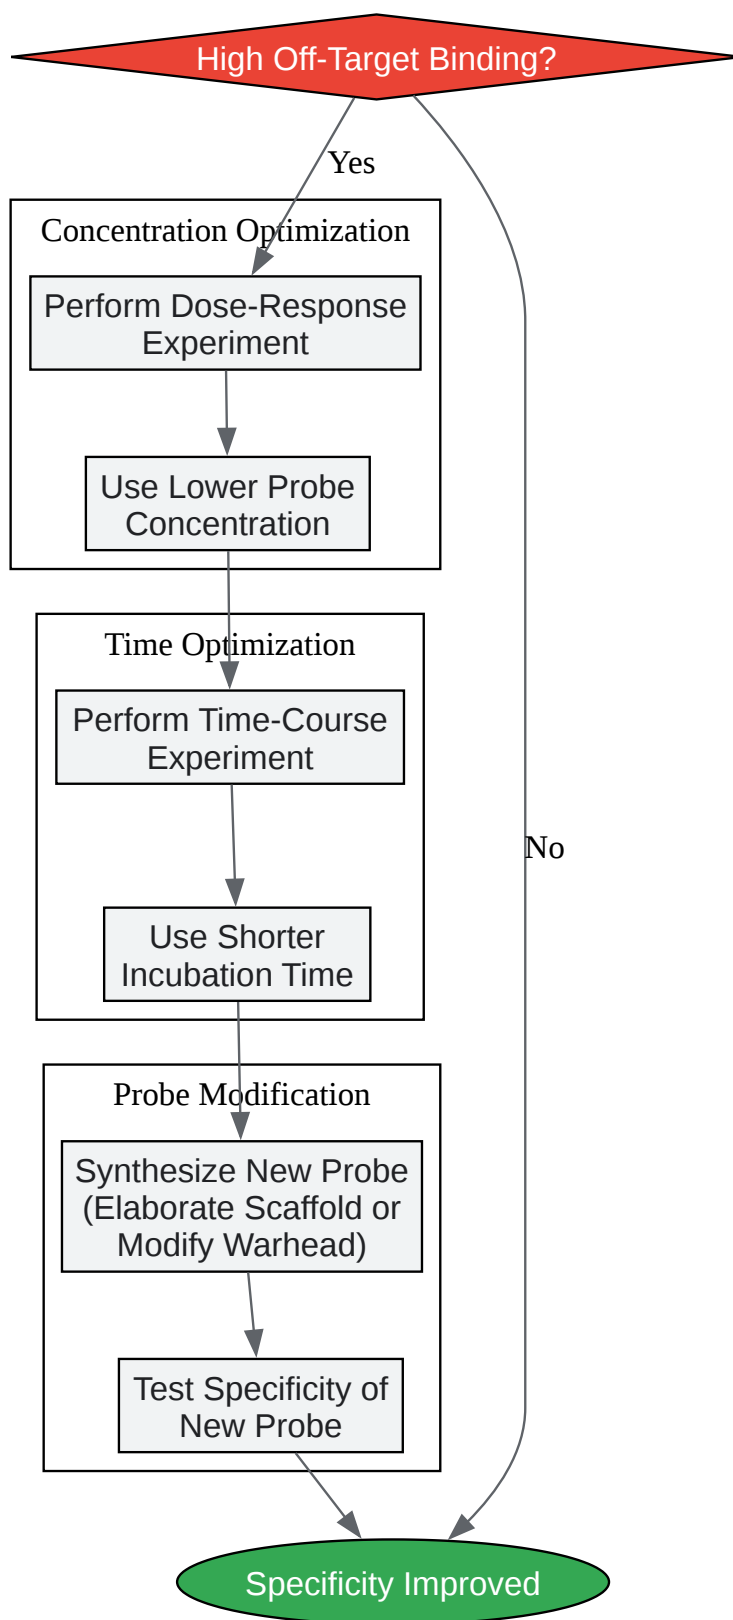 High Off-Target Binding?
Yes
Concentration Optimization
Perform Dose-Response
Experiment
Use Lower Probe
Concentration
Time Optimization
Perform Time-Course
Experiment
No
Use Shorter
Incubation Time
Probe Modification
Synthesize New Probe
(Elaborate Scaffold or
Modify Warhead)
Test Specificity of
New Probe
Specificity Improved